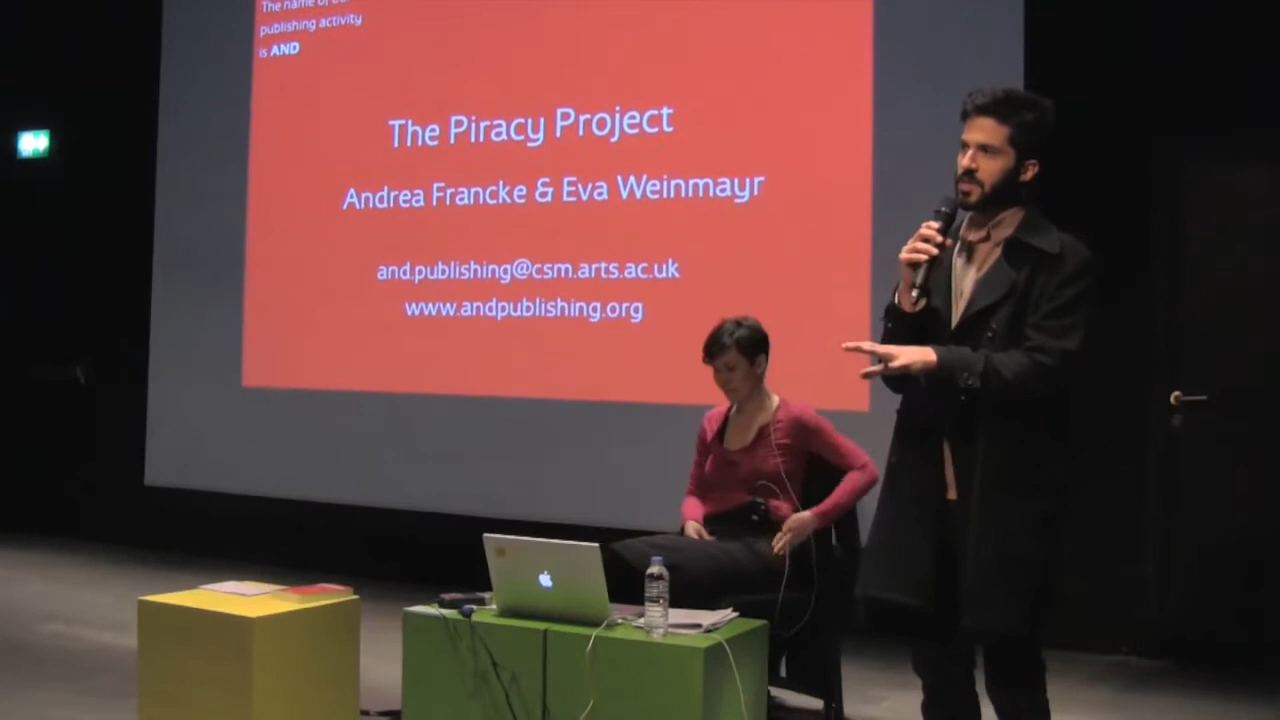 The name of
publishing activity
is AND
The Piracy Project
Andrea Francke & Eva Weinmayr
and.publishing@csm.arts.ac.uk
www.andpublishing.org